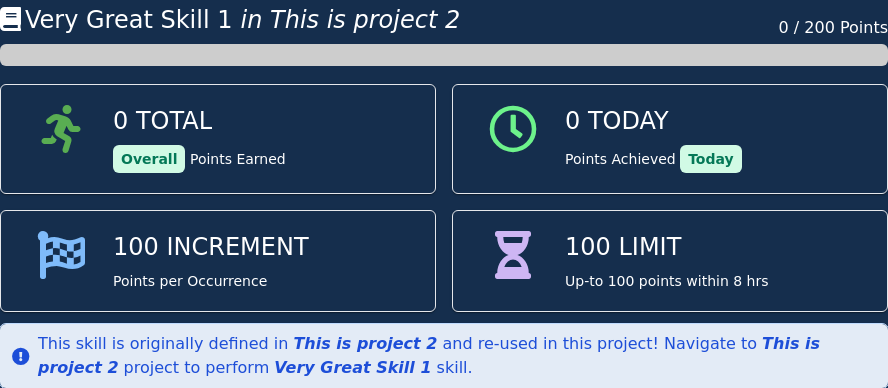 Very Great Skill 1 in This is project 2
0 / 200 Points
0 TOTAL
Overall Points Earned
0 TODAY
Points Achieved Today
100 INCREMENT
Points per Occurrence
100 LIMIT
Up-to 100 points within 8 hrs
This skill is originally defined in This is project 2 and re-used in this project! Navigate to This is
project 2 project to perform Very Great Skill 1 skill.